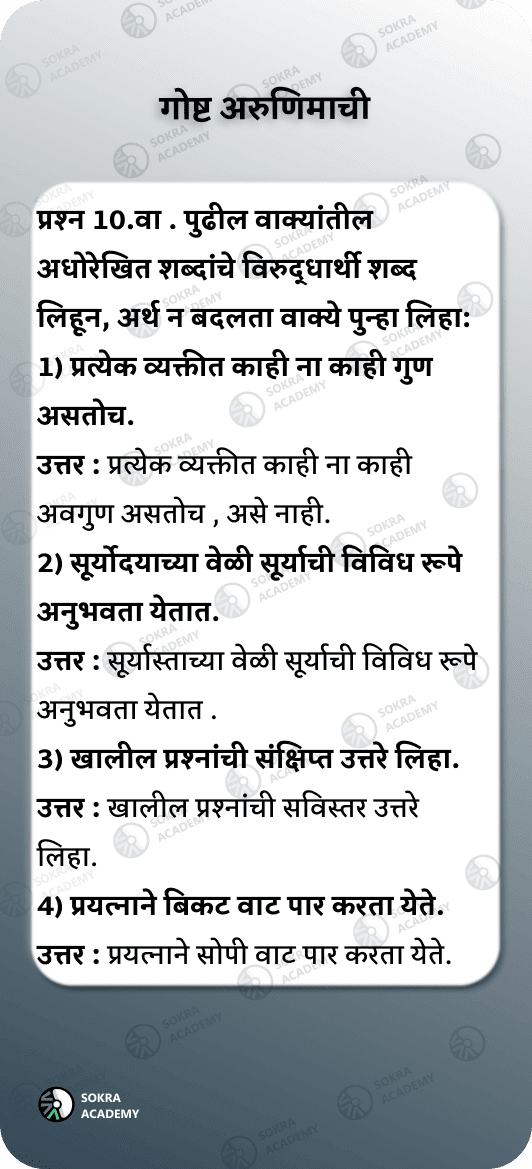 गोष्ट अरुणिमाची
प्रश्न 10.वा . पुढील वाक्यांतील
अधोरेखित शब्दांचे विरुद्धार्थी शब्द
लिहून, अर्थ न बदलता वाक्ये पुन्हा लिहा:
1) प्रत्येक व्यक्तीत काही ना काही गुण
असतोच.
उत्तर : प्रत्येक व्यक्तीत काही ना काही
अवगुण असतोच , असे नाही.
2) सूर्योदयाच्या वेळी सूर्याची विविध रूपे
अनुभवता येतात.
उत्तर : सूर्यास्ताच्या वेळी सूर्याची विविध रूपे
अनुभवता येतात .
3) खालील प्रश्नांची संक्षिप्त उत्तरे लिहा.
उत्तर : खालील प्रश्नांची सविस्तर उत्तरे
लिहा.
4) प्रयत्नाने बिकट वाट पार करता येते.
उत्तर : प्रयत्नाने सोपी वाट पार करता येते.
SOKRA
ACADEMY